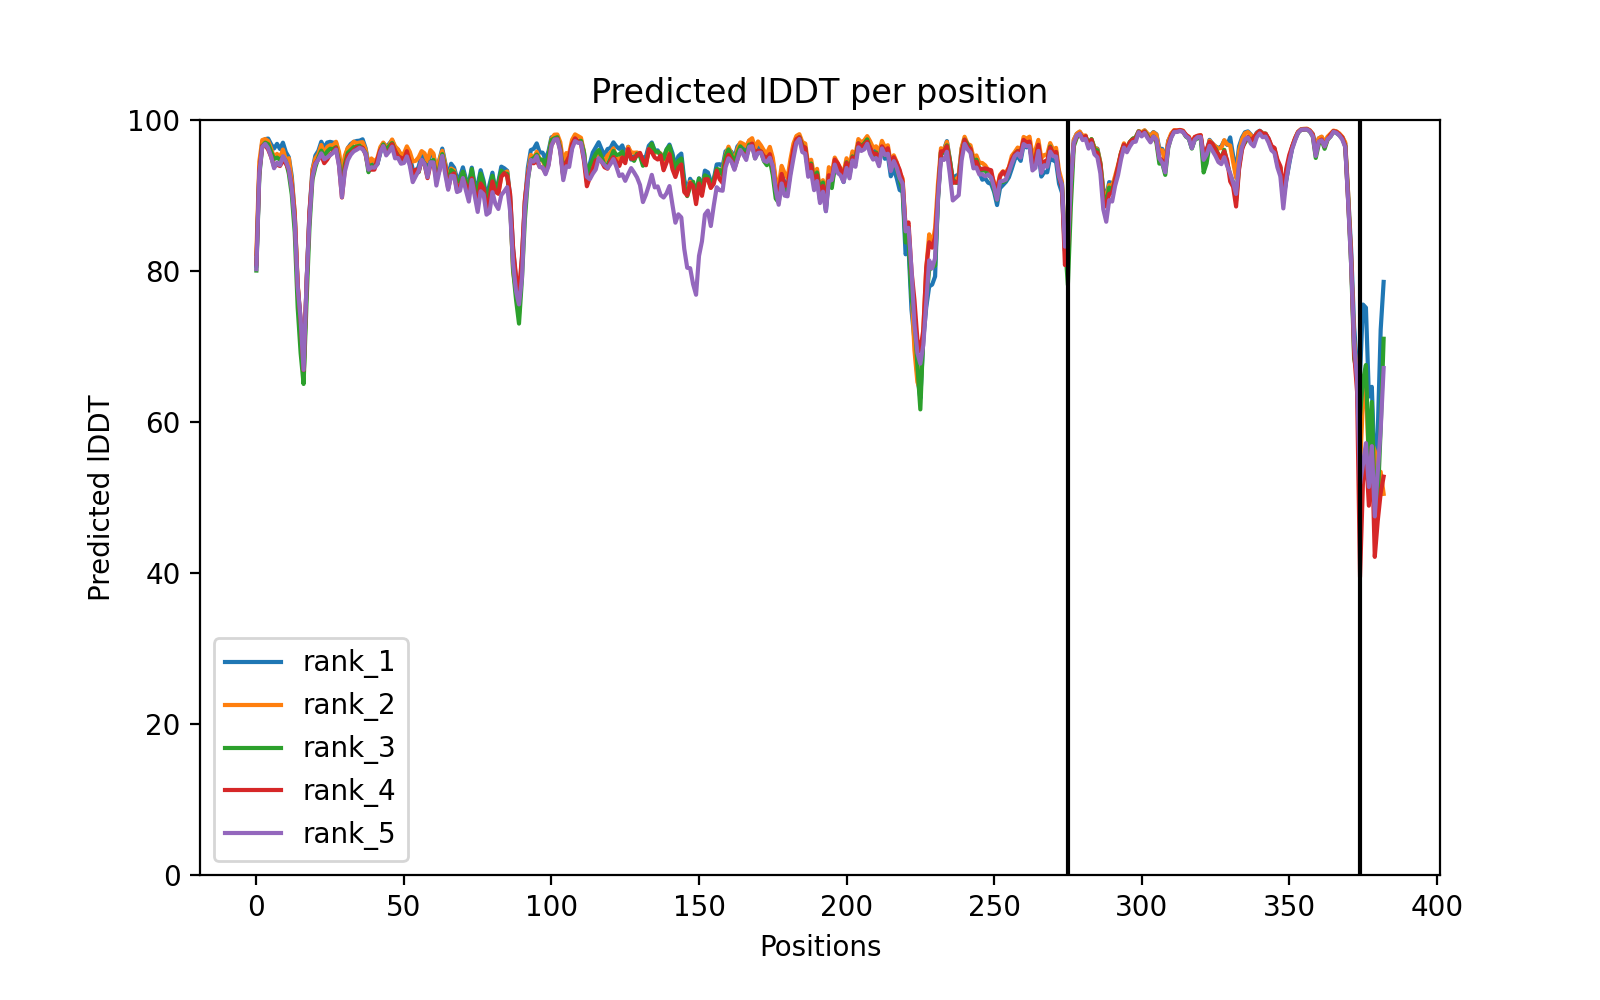 Predicted lDDT per position
100
80
60
40
20
0
Predicted lDDT
rank_1
rank_2
rank_3
rank_4
rank_5
0 50 100 150 200 250 300 350 400
Positions